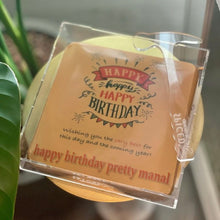 HAPPY
happy
HAPPY
BIRTHDAY
Wishing you the very best for
this day and the coming year!
happy birthday pretty manal